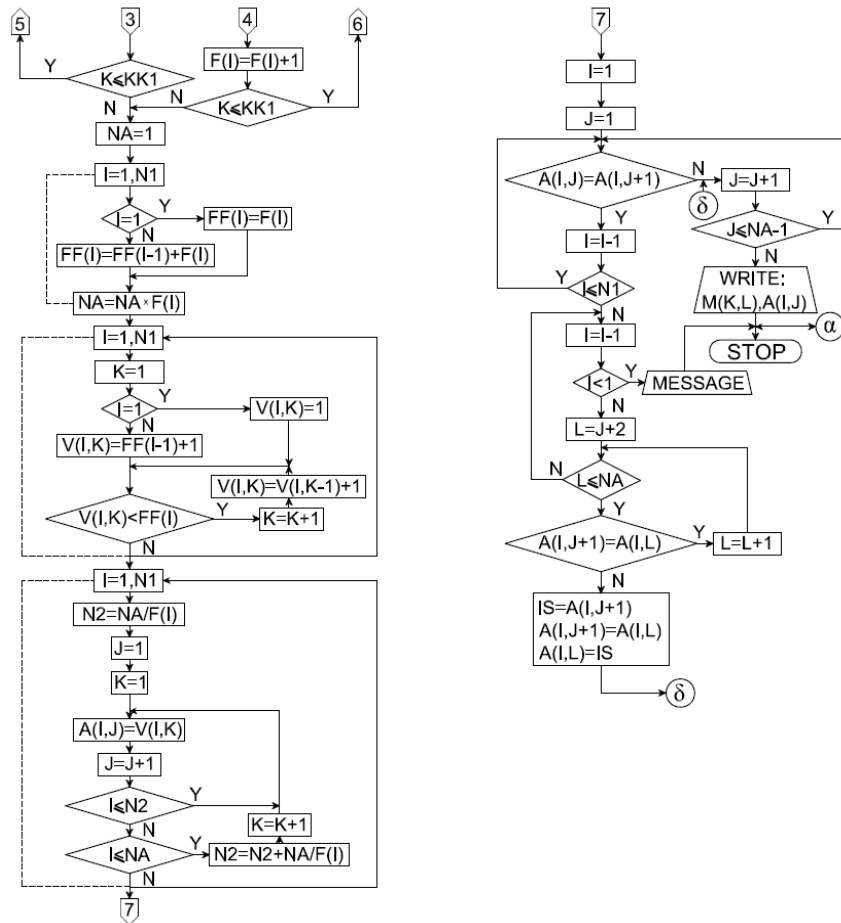 5
3
4
6
F(I)=F(I)+1
Y
K⩽KK1
N
N
K⩽KK1
Y
NA=1
I=1,N1
I=1
Y
FF(I)=F(I)
N
FF(I)=FF(I-1)+F(I)
NA=NA×F(I)
I=1,N1
K=1
I=1
Y
V(I,K)=1
N
V(I,K)=FF(I-1)+1
V(I,K)=V(I,K-1)+1
V(I,K)<FF(I)
Y
K=K+1
N
I=1,N1
N2=NA/F(I)
J=1
K=1
A(I,J)=V(I,K)
J=J+1
I⩽N2
Y
N
K=K+1
I⩽NA
Y
N2=N2+NA/F(I)
N
7
7
I=1
J=1
A(I,J)=A(I,J+1)
N
J=J+1
δ
Y
J⩽NA-1
Y
I=I-1
N
Y
I⩽N1
WRITE:
M(K,L),A(I,J)
N
I=I-1
α
STOP
I<1
Y
MESSAGE
N
L=J+2
N
L⩽NA
Y
A(I,J+1)=A(I,L)
Y
L=L+1
N
IS=A(I,J+1)
A(I,J+1)=A(I,L)
A(I,L)=IS
δ